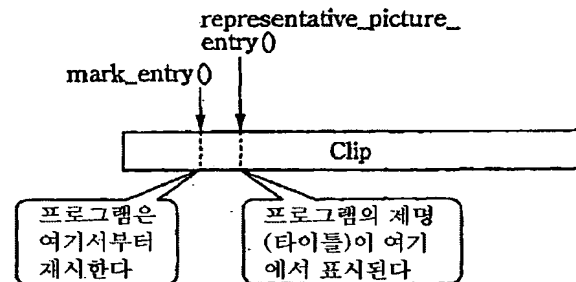 representative_picture_
entry()
mark_entry()
Clip
프로그램은
여기서부터
재시한다
프로그램의 제명
(타이틀)이 여기
에서 표시된다